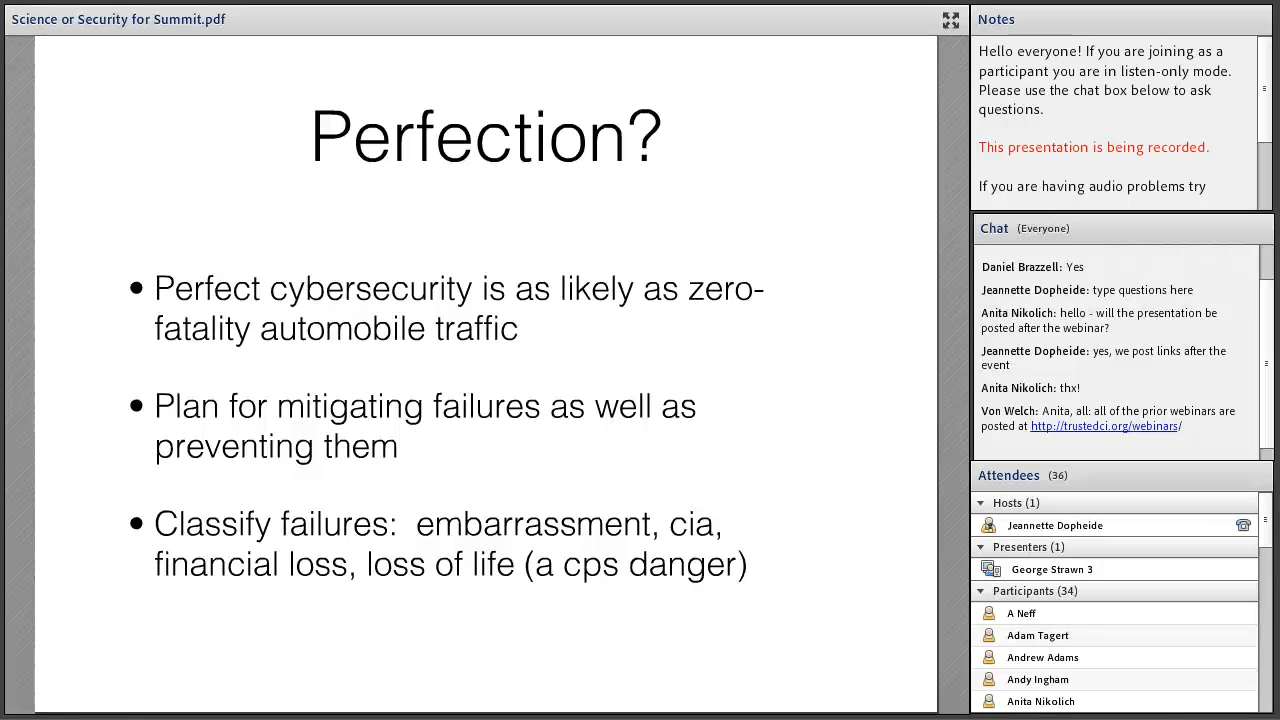 Science or Security for Summit.pdf
Perfection?
• Perfect cybersecurity is as likely as zero-
fatality automobile traffic
• Plan for mitigating failures as well as
preventing them
• Classify failures:  embarrassment, cia,
financial loss, loss of life (a cps danger)
Notes
Hello everyone! If you are joining as a
participant you are in listen-only mode.
Please use the chat box below to ask
questions.
This presentation is being recorded.
If you are having audio problems try
Chat (Everyone)
Daniel Brazzell: Yes
Jeannette Dopheide: type questions here
Anita Nikolich: hello - will the presentation be
posted after the webinar?
Jeannette Dopheide: yes, we post links after the
event
Anita Nikolich: thx!
Von Welch: Anita, all: all of the prior webinars are
posted at http://trustedci.org/webinars/
Attendees (36)
Hosts (1)
Jeannette Dopheide
Presenters (1)
George Strawn 3
Participants (34)
A Neff
Adam Tagert
Andrew Adams
Andy Ingham
Anita Nikolich